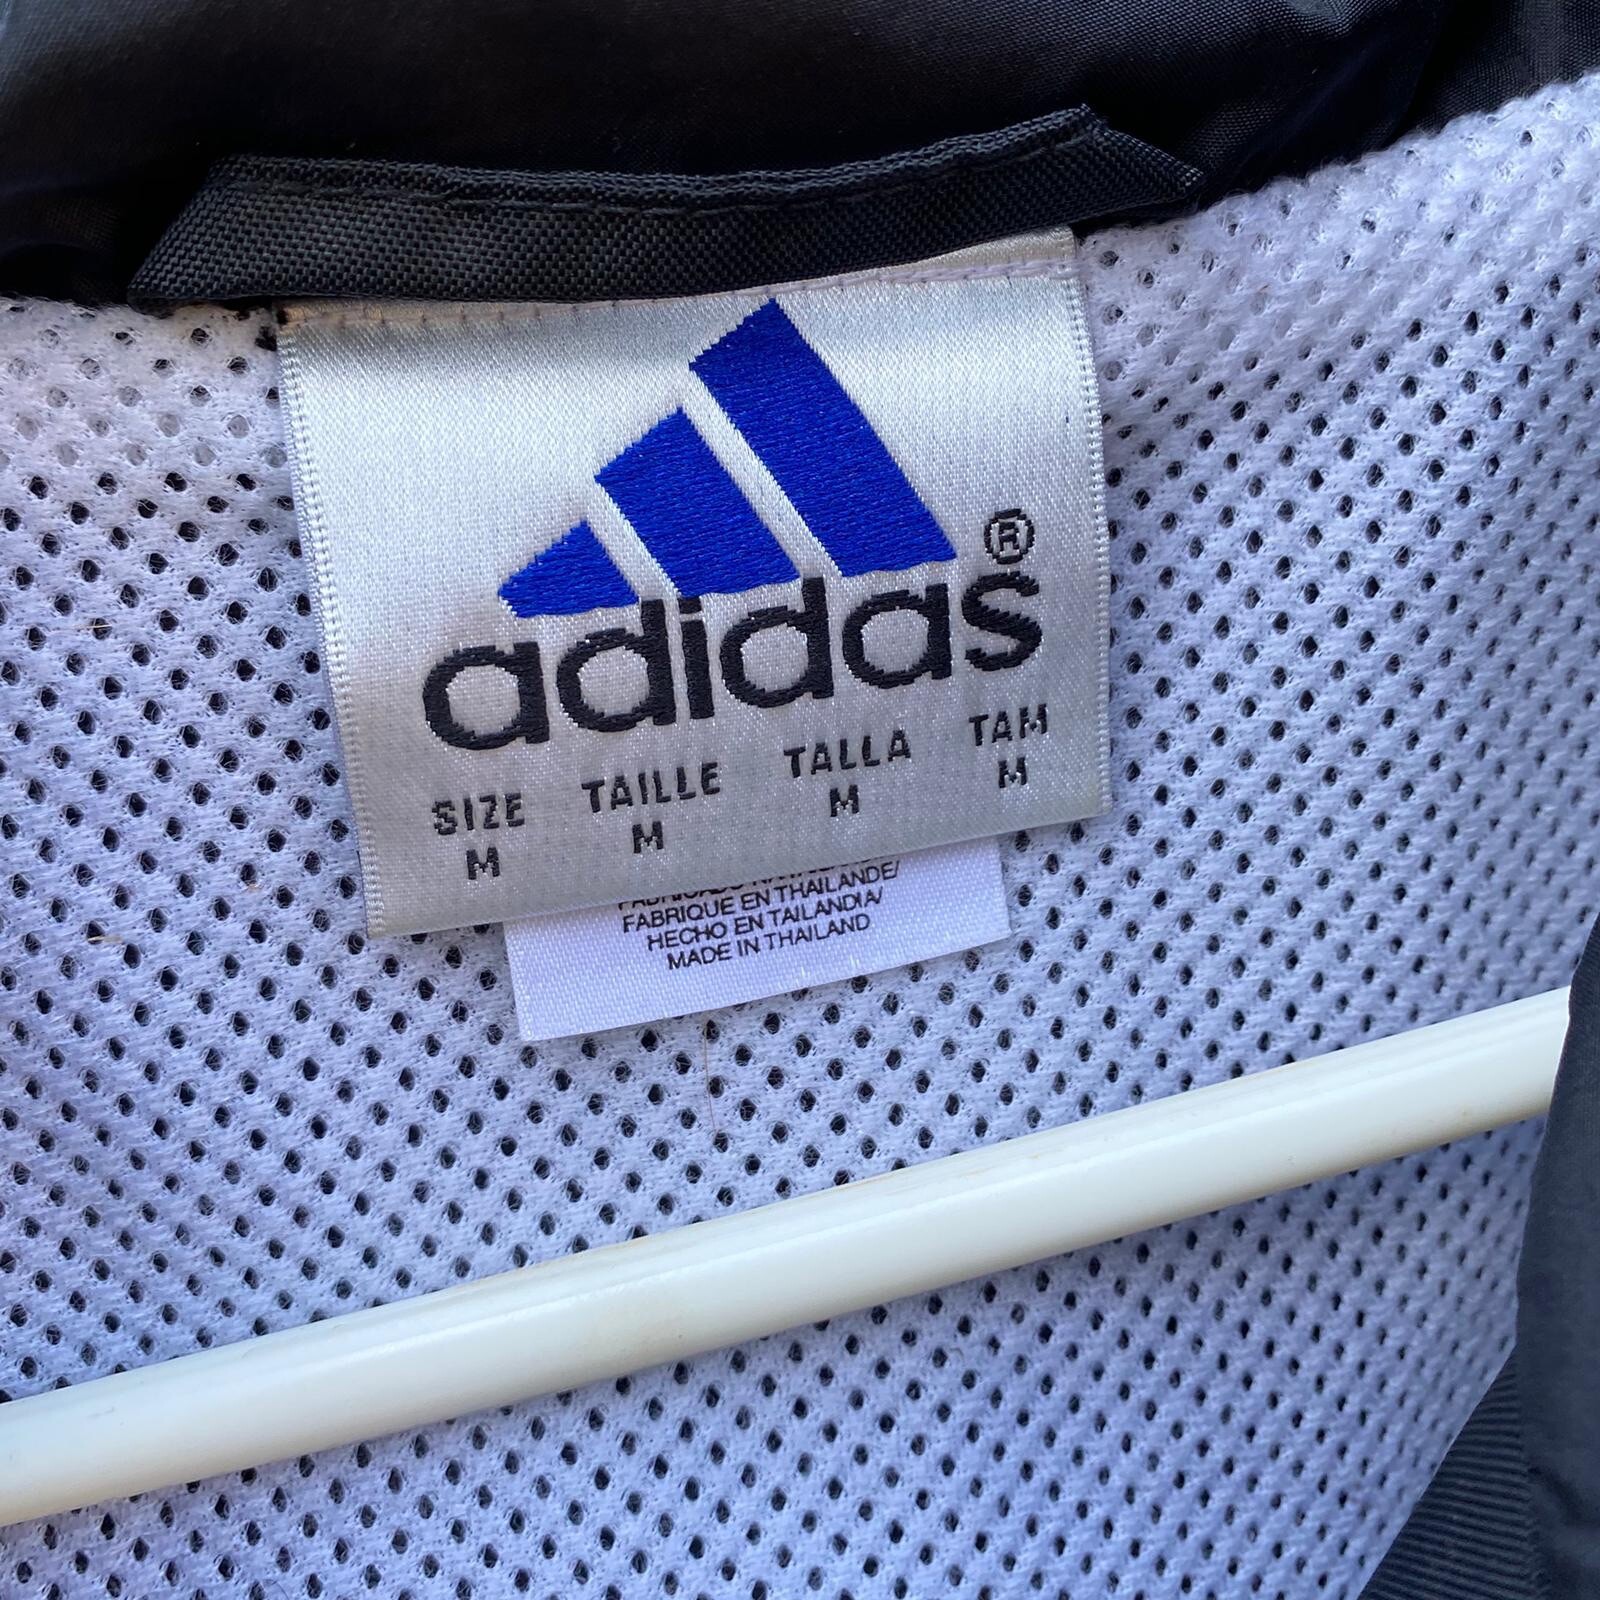 adidas®
SIZE TAILLE TALLA TAM
M M M M
FABRIQUE EN THAILANDE/
HECHO EN TAILANDIA/
MADE IN THAILAND